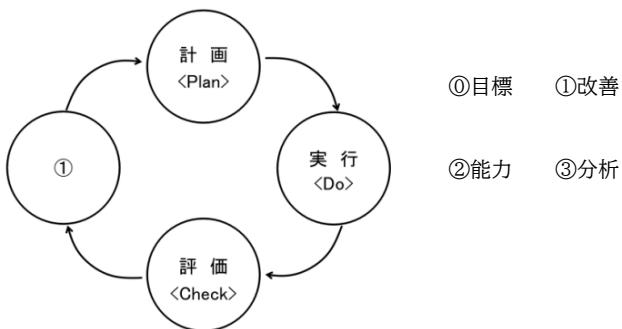 計 画
<Plan>
⓪目標 ①改善
①
実 行
<Do>
②能力 ③分析
評 価
<Check>